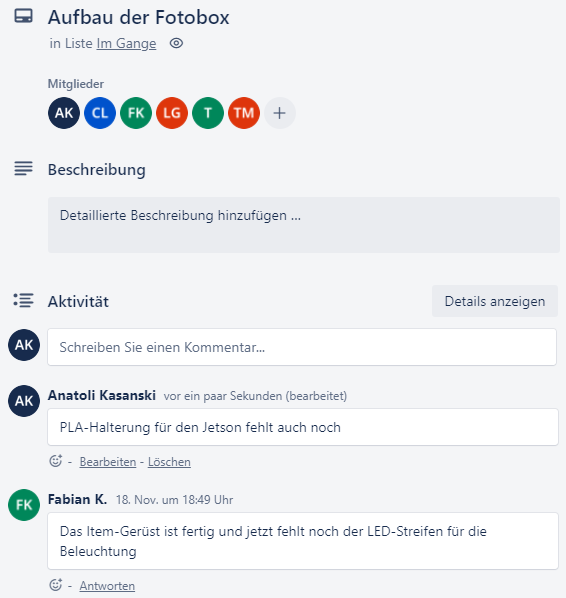 Aufbau der Fotobox
in Liste Im Gange
Mitglieder
AK CL FK LG T TM +
Beschreibung
Detaillierte Beschreibung hinzufügen ...
Aktivität
Details anzeigen
AK
Schreiben Sie einen Kommentar...
AK
Anatoli Kasanski vor ein paar Sekunden (bearbeitet)
PLA-Halterung für den Jetson fehlt auch noch
- Bearbeiten - Löschen
FK
Fabian K. 18. Nov. um 18:49 Uhr
Das Item-Gerüst ist fertig und jetzt fehlt noch der LED-Streifen für die
Beleuchtung
- Antworten